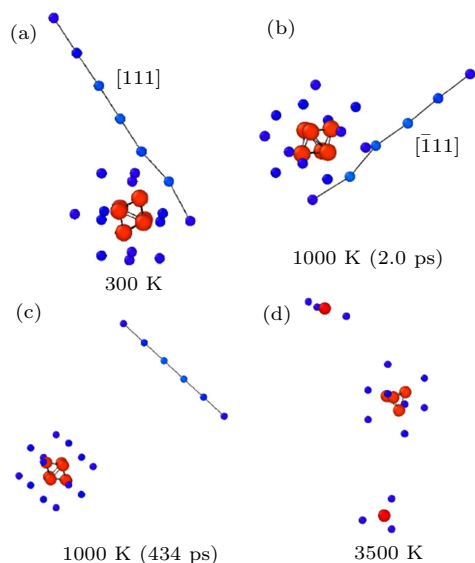 (a)
[111]
300 K
(b)
[1̄11]
1000 K (2.0 ps)
(c)
1000 K (434 ps)
(d)
3500 K